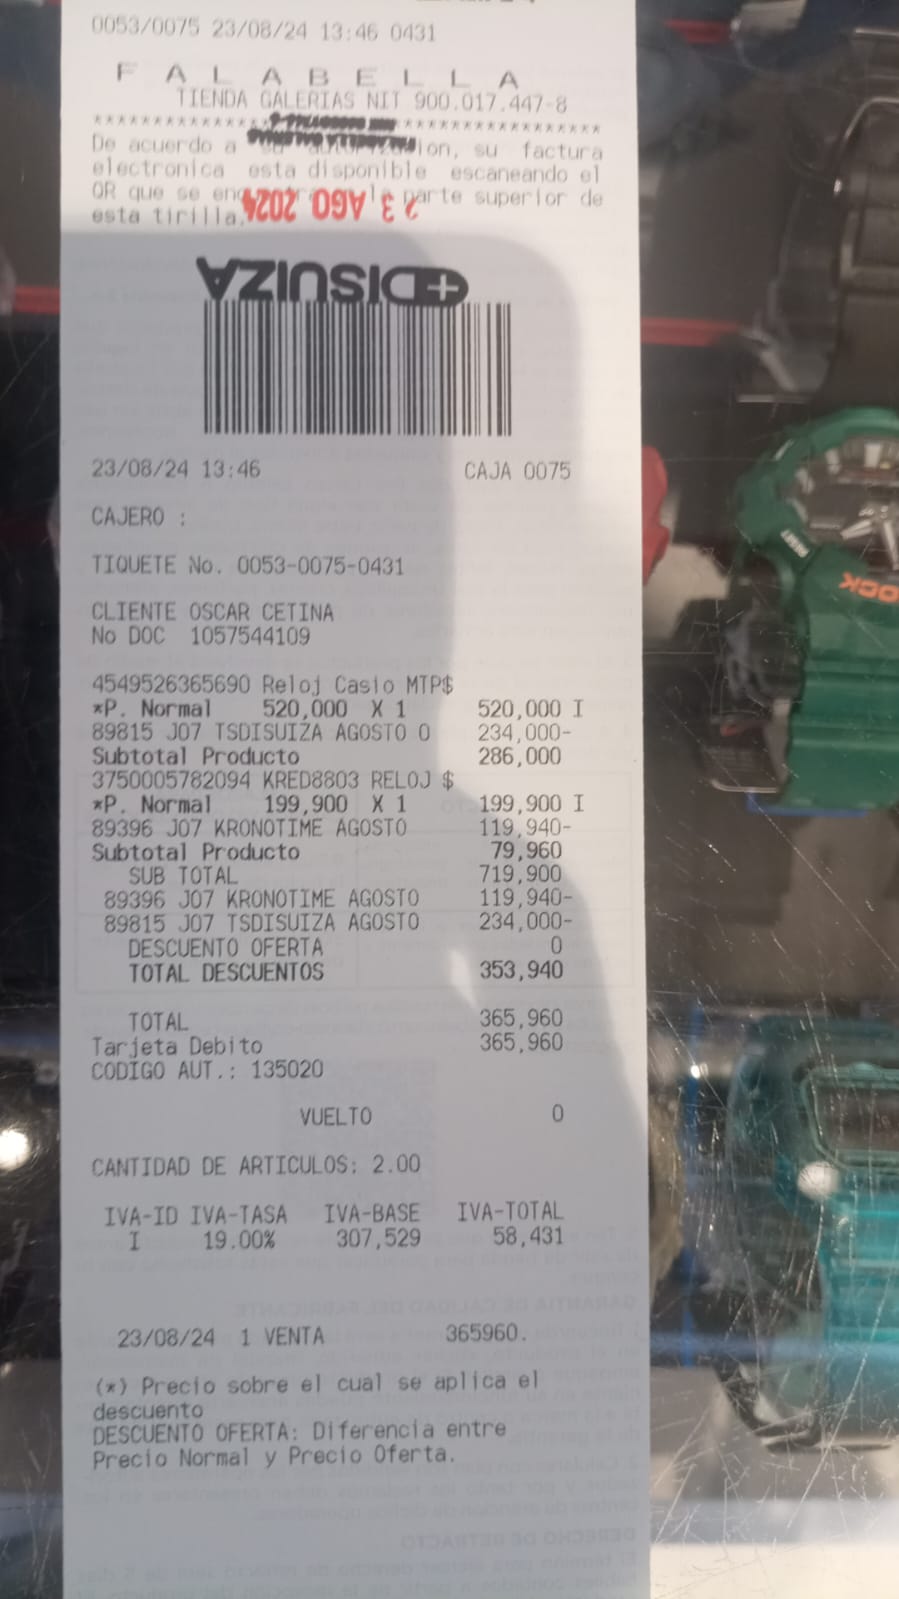 0053/0075 23/08/24 13:46 0431
F A L A B E L L A
TIENDA GALERIAS NIT 900.017.447-8
De acuerdo a su autorizacion, su factura
electronica esta disponible escaneando el
QR que se en la parte superior de
esta tirilla.
23 AGO 2024
DISUIZA
23/08/24 13:46 CAJA 0075
CAJERO :
TIQUETE No. 0053-0075-0431
CLIENTE OSCAR CETINA
No DOC 1057544109
4549526365690 Reloj Casio MTP$
*P. Normal 520,000 X 1 520,000 I
89815 J07 TSDISUIZA AGOSTO 0 234,000-
Subtotal Producto 286,000
3750005782094 KRED8803 RELOJ $
*P. Normal 199,900 X 1 199,900 I
89396 J07 KRONOTIME AGOSTO 119,940-
Subtotal Producto 79,960
SUB TOTAL 719,900
89396 J07 KRONOTIME AGOSTO 119,940-
89815 J07 TSDISUIZA AGOSTO 234,000-
DESCUENTO OFERTA 0
TOTAL DESCUENTOS 353,940
TOTAL 365,960
Tarjeta Debito 365,960
CODIGO AUT.: 135020
VUELTO 0
CANTIDAD DE ARTICULOS: 2.00
IVA-ID IVA-TASA IVA-BASE IVA-TOTAL
I 19.00% 307,529 58,431
23/08/24 1 VENTA 365960.
(*) Precio sobre el cual se aplica el
descuento
DESCUENTO OFERTA: Diferencia entre
Precio Normal y Precio Oferta.